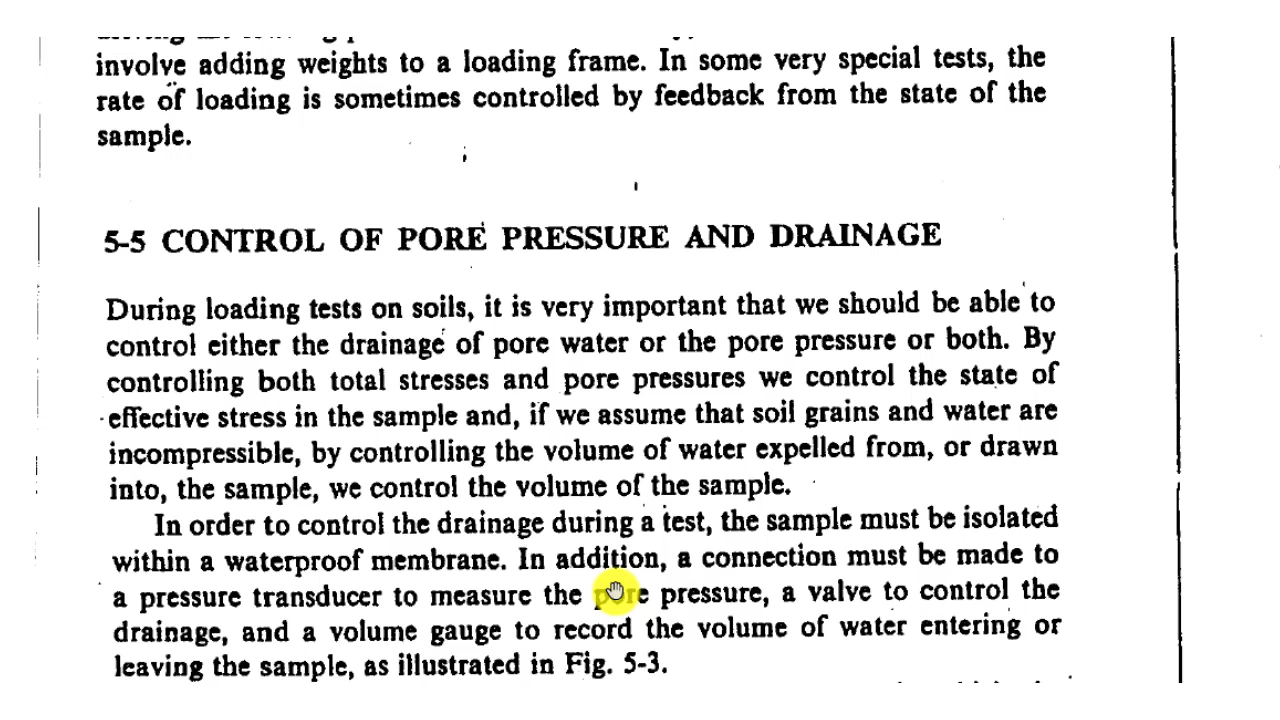 involve adding weights to a loading frame. In some very special tests, the
rate of loading is sometimes controlled by feedback from the state of the
sample.
5-5 CONTROL OF PORE PRESSURE AND DRAINAGE
During loading tests on soils, it is very important that we should be able to
control either the drainage of pore water or the pore pressure or both. By
controlling both total stresses and pore pressures we control the state of
effective stress in the sample and, if we assume that soil grains and water are
incompressible, by controlling the volume of water expelled from, or drawn
into, the sample, we control the volume of the sample.
In order to control the drainage during a test, the sample must be isolated
within a waterproof membrane. In addition, a connection must be made to
a pressure transducer to measure the pore pressure, a valve to control the
drainage, and a volume gauge to record the volume of water entering or
leaving the sample, as illustrated in Fig. 5-3.